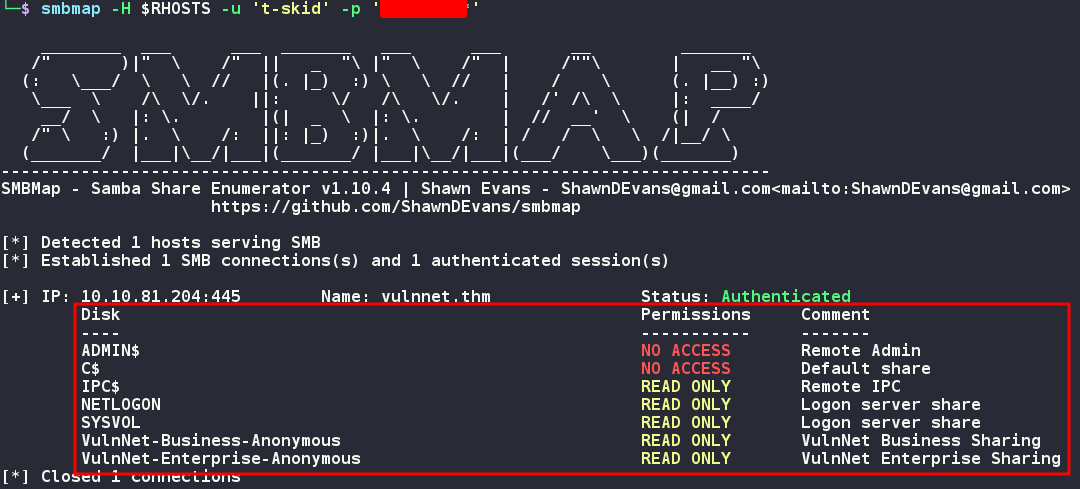 └─$ smbmap -H $RHOSTS -u 't-skid' -p '          *'
SMBMAP
-----------------------------------------------------------------------------
SMBMap - Samba Share Enumerator v1.10.4 | Shawn Evans - ShawnDEvans@gmail.com<mailto:ShawnDEvans@gmail.com>
https://github.com/ShawnDEvans/smbmap
[*] Detected 1 hosts serving SMB
[*] Established 1 SMB connections(s) and 1 authenticated session(s)
[+] IP: 10.10.81.204:445 Name: vulnnet.thm Status: Authenticated
Disk Permissions Comment
---- ----------- -------
ADMIN$ NO ACCESS Remote Admin
C$ NO ACCESS Default share
IPC$ READ ONLY Remote IPC
NETLOGON READ ONLY Logon server share
SYSVOL READ ONLY Logon server share
VulnNet-Business-Anonymous READ ONLY VulnNet Business Sharing
VulnNet-Enterprise-Anonymous READ ONLY VulnNet Enterprise Sharing
[*] Closed 1 connections